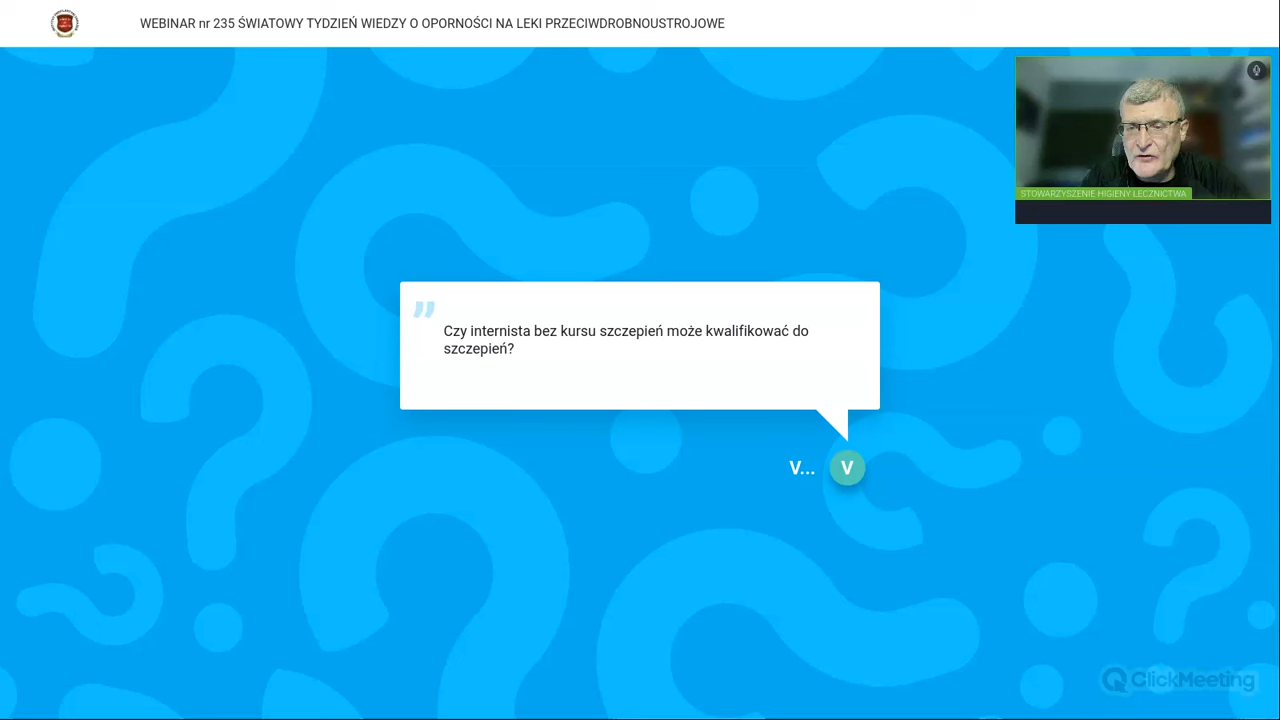 WEBINAR nr 235 ŚWIATOWY TYDZIEŃ WIEDZY O OPORNOŚCI NA LEKI PRZECIWDROBNOUSTROJOWE
STOWARZYSZENIE HIGIENY LECZNICTWA
Czy internista bez kursu szczepień może kwalifikować do
szczepień?
V... V
ClickMeeting